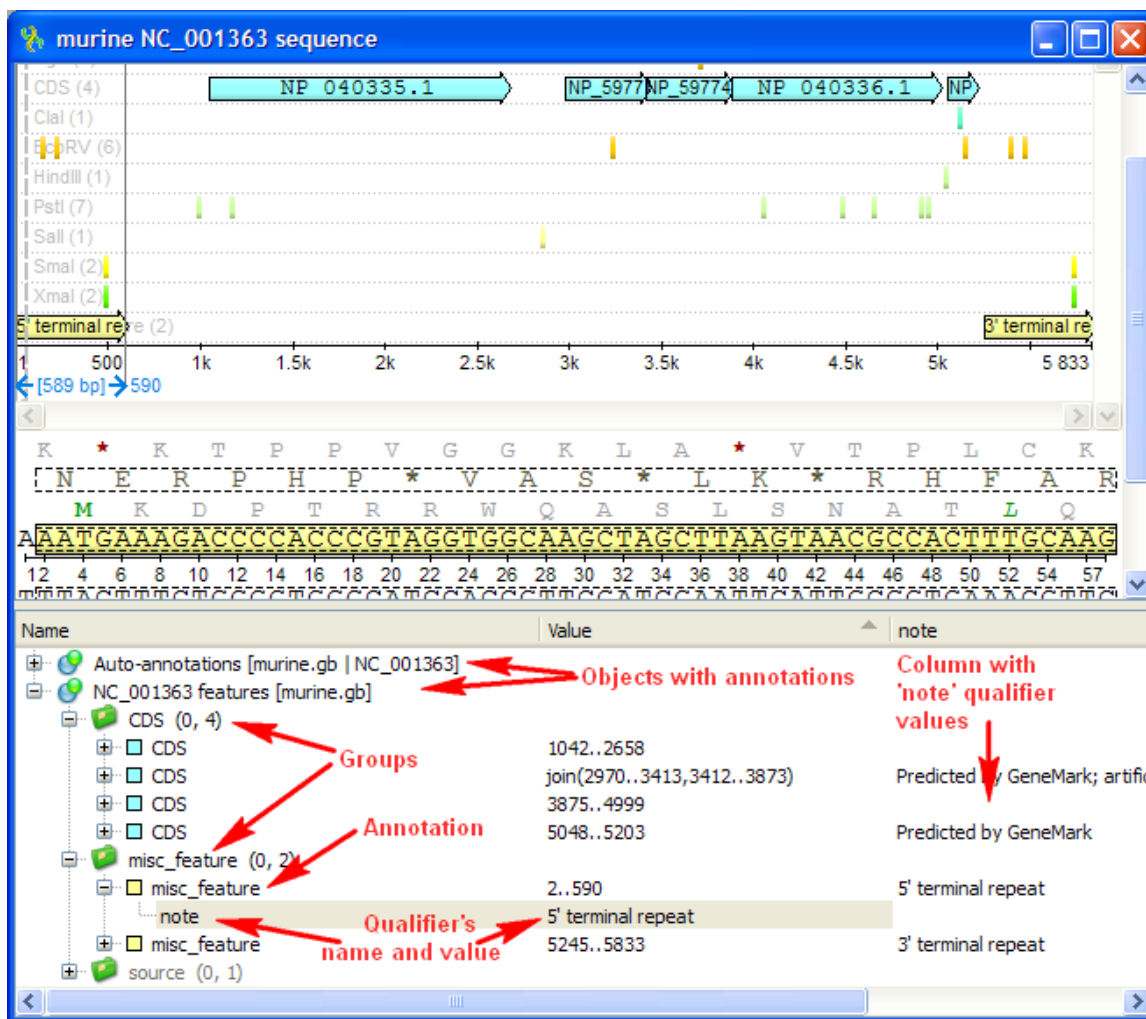 murine NC_001363 sequence
CDS (4)
NP 040335.1 NP_5977 NP_59774 NP 040336.1 NP
ClaI (1)
EcoRV (6)
HindIII (1)
PstI (7)
SalI (1)
SmaI (2)
XmaI (2)
5' terminal re re (2) 3' terminal re
1 500 1k 1.5k 2k 2.5k 3k 3.5k 4k 4.5k 5k 5 833
[589 bp] 590
K * K T P P V G G K L A * V T P L C K
N E R P H P * V A S * L K * R H F A R
M K D P T R R W Q A S L S N A T L Q
AAATGAAAGACCCCACCCGTAGGTGGCAAGCTAGCTTAAGTAACGCCACTTTGCAAG
12 4 6 8 10 12 14 16 18 20 22 24 26 28 30 32 34 36 38 40 42 44 46 48 50 52 54 57
Name Value note
Auto-annotations [murine.gb | NC_001363]
Objects with annotations
Column with
'note' qualifier
values
NC_001363 features [murine.gb]
CDS (0, 4)
Groups
CDS 1042..2658
CDS join(2970..3413,3412..3873) Predicted by GeneMark;
CDS 3875..4999
Annotation
CDS 5048..5203 Predicted by GeneMark
misc_feature (0, 2)
misc_feature 2..590 5' terminal repeat
note 5' terminal repeat
Qualifier's
name and value
misc_feature 5245..5833 3' terminal repeat
source (0, 1)